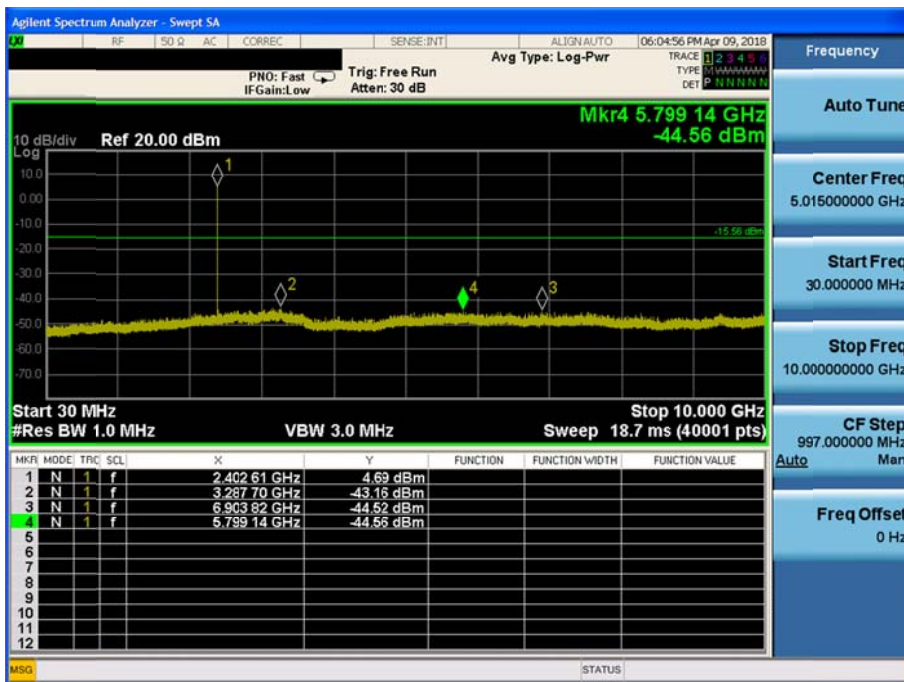 Agilent Spectrum Analyzer - Swept SA
LXI RF 50 Ω AC CORREC SENSE:INT ALIGN AUTO 06:04:56 PM Apr 09, 2018
Avg Type: Log-Pwr TRACE 1 2 3 4 5 6
PNO: Fast Trig: Free Run TYPE M WWWWW
IFGain:Low Atten: 30 dB DET P N N N N N
Mkr4 5.799 14 GHz
-44.56 dBm
10 dB/div Ref 20.00 dBm
Log
10.0
0.00
-10.0
-20.0
-30.0
-40.0
-50.0
-60.0
-70.0
1
-15.56 dBm
2
4
3
Start 30 MHz Stop 10.000 GHz
#Res BW 1.0 MHz VBW 3.0 MHz Sweep 18.7 ms (40001 pts)
MKR MODE TRC SCL X Y FUNCTION FUNCTION WIDTH FUNCTION VALUE
1 N 1 f 2.402 61 GHz 4.69 dBm
2 N 1 f 3.287 70 GHz -43.16 dBm
3 N 1 f 6.903 82 GHz -44.52 dBm
4 N 1 f 5.799 14 GHz -44.56 dBm
5
6
7
8
9
10
11
12
MSG STATUS
Frequency
Auto Tune
Center Freq
5.015000000 GHz
Start Freq
30.000000 MHz
Stop Freq
10.000000000 GHz
CF Step
997.000000 MHz
Auto Man
Freq Offset
0 Hz